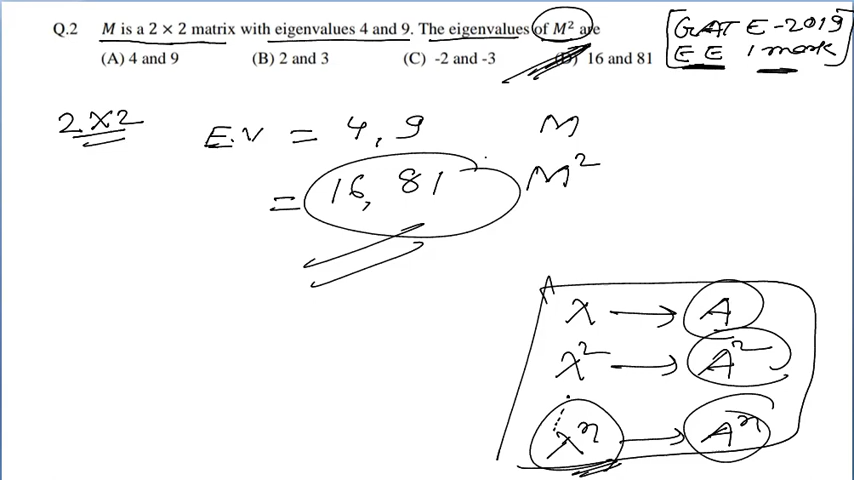 Q.2 M is a 2 × 2 matrix with eigenvalues 4 and 9. The eigenvalues of M² are
(A) 4 and 9 (B) 2 and 3 (C) -2 and -3 (D) 16 and 81
[GATE-2019
EE 1 mark]
2×2 E.V = 4, 9 M
= 16, 81 M²
λ → A
λ² → A²
λⁿ → Aⁿ